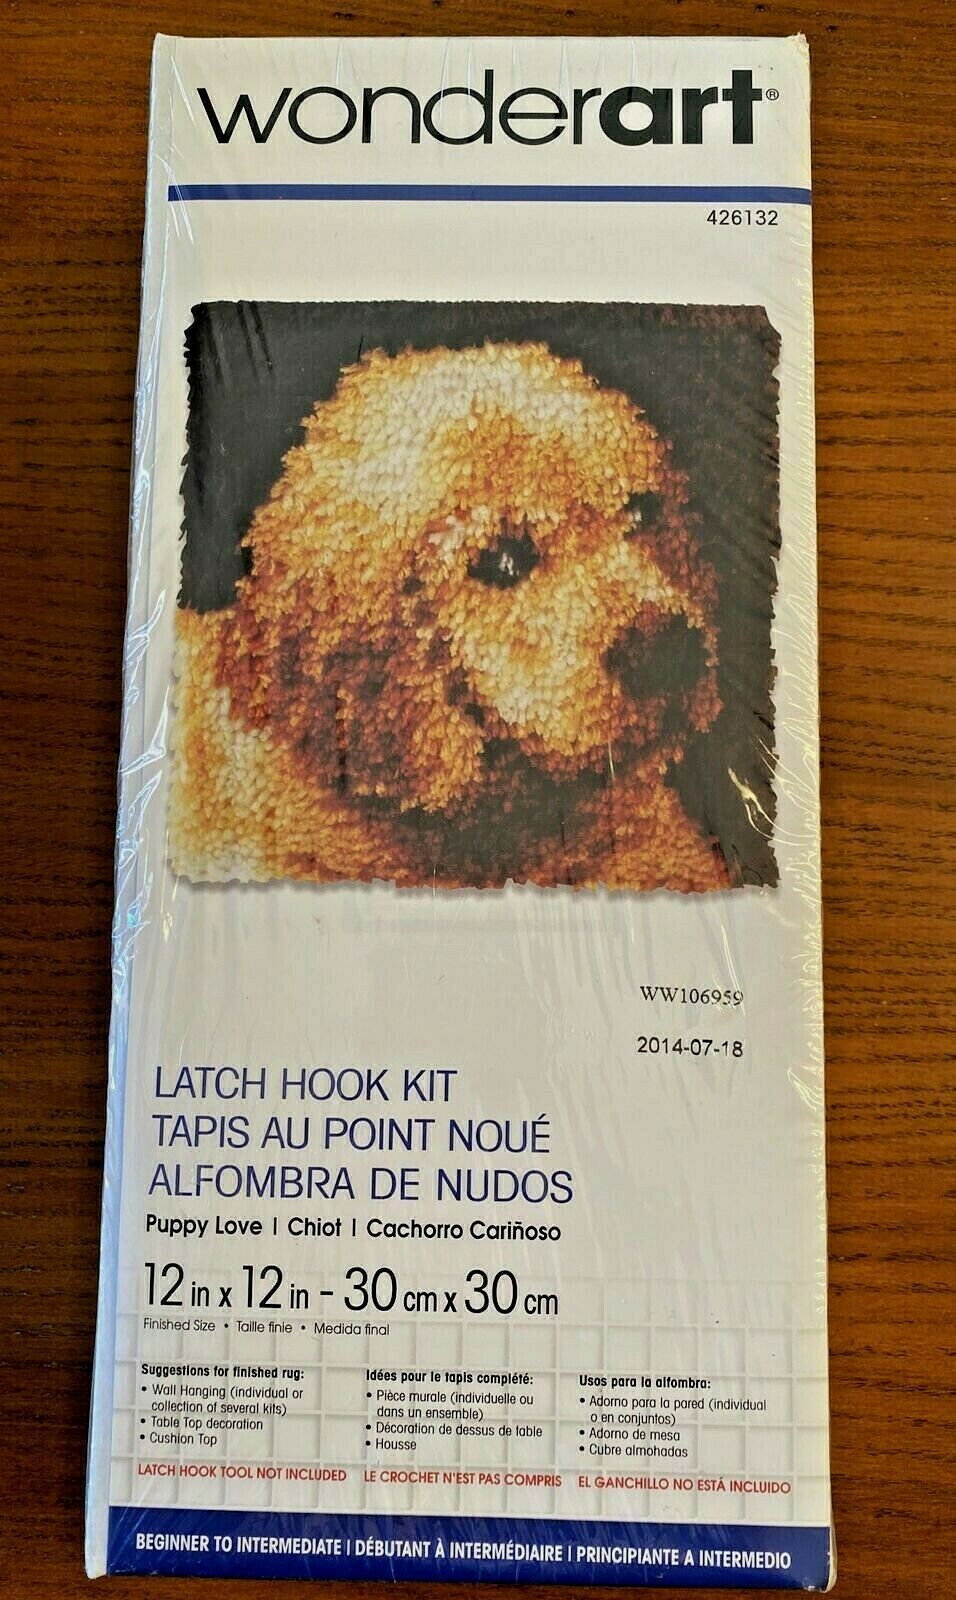 wonderart®
426132
WW106959
2014-07-18
LATCH HOOK KIT
TAPIS AU POINT NOUÉ
ALFOMBRA DE NUDOS
Puppy Love | Chiot | Cachorro Cariñoso
12 in x 12 in - 30 cm x 30 cm
Finished Size • Taille finie • Medida final
Suggestions for finished rug:
• Wall Hanging (individual or
collection of several kits)
• Table Top decoration
• Cushion Top
Idées pour le tapis complété:
• Pièce murale (individuelle ou
dans un ensemble)
• Décoration de dessus de table
• Housse
Usos para la alfombra:
• Adorno para la pared (individual
o en conjuntos)
• Adorno de mesa
• Cubre almohadas
LATCH HOOK TOOL NOT INCLUDED LE CROCHET N'EST PAS COMPRIS EL GANCHILLO NO ESTÁ INCLUIDO
BEGINNER TO INTERMEDIATE | DÉBUTANT À INTERMÉDIAIRE | PRINCIPIANTE A INTERMEDIO